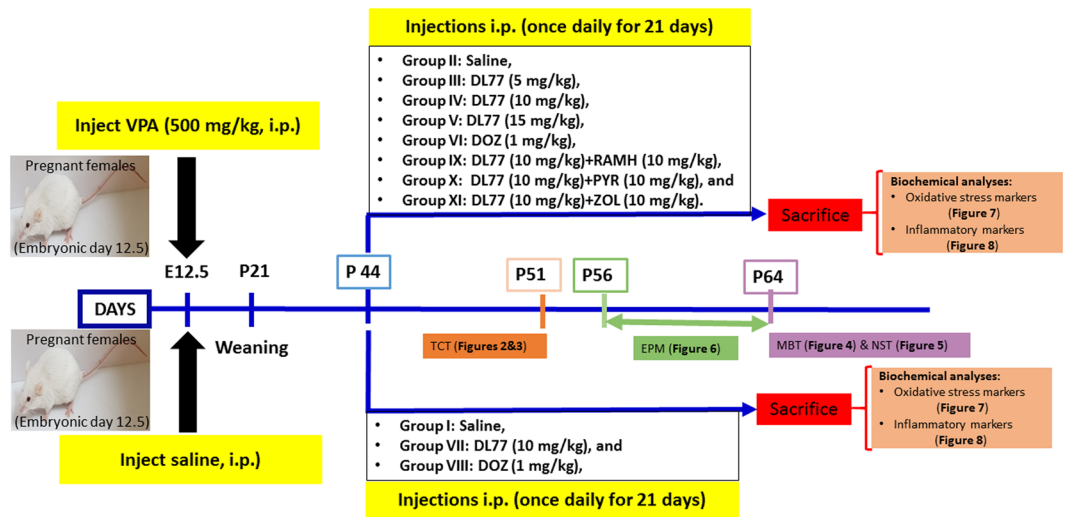 Injections i.p. (once daily for 21 days)
• Group II: Saline,
• Group III: DL77 (5 mg/kg),
• Group IV: DL77 (10 mg/kg),
• Group V: DL77 (15 mg/kg),
• Group VI: DOZ (1 mg/kg),
• Group IX: DL77 (10 mg/kg)+RAMH (10 mg/kg),
• Group X: DL77 (10 mg/kg)+PYR (10 mg/kg), and
• Group XI: DL77 (10 mg/kg)+ZOL (10 mg/kg).
Inject VPA (500 mg/kg, i.p.)
Pregnant females
(Embryonic day 12.5)
Sacrifice
Biochemical analyses:
• Oxidative stress markers
(Figure 7)
• Inflammatory markers
(Figure 8)
E12.5
P21
P 44
P51
P56
P64
DAYS
Weaning
TCT (Figures 2&3)
EPM (Figure 6)
MBT (Figure 4) & NST (Figure 5)
Pregnant females
(Embryonic day 12.5)
Inject saline, i.p.)
• Group I: Saline,
• Group VII: DL77 (10 mg/kg), and
• Group VIII: DOZ (1 mg/kg),
Injections i.p. (once daily for 21 days)
Sacrifice
Biochemical analyses:
• Oxidative stress markers
(Figure 7)
• Inflammatory markers
(Figure 8)